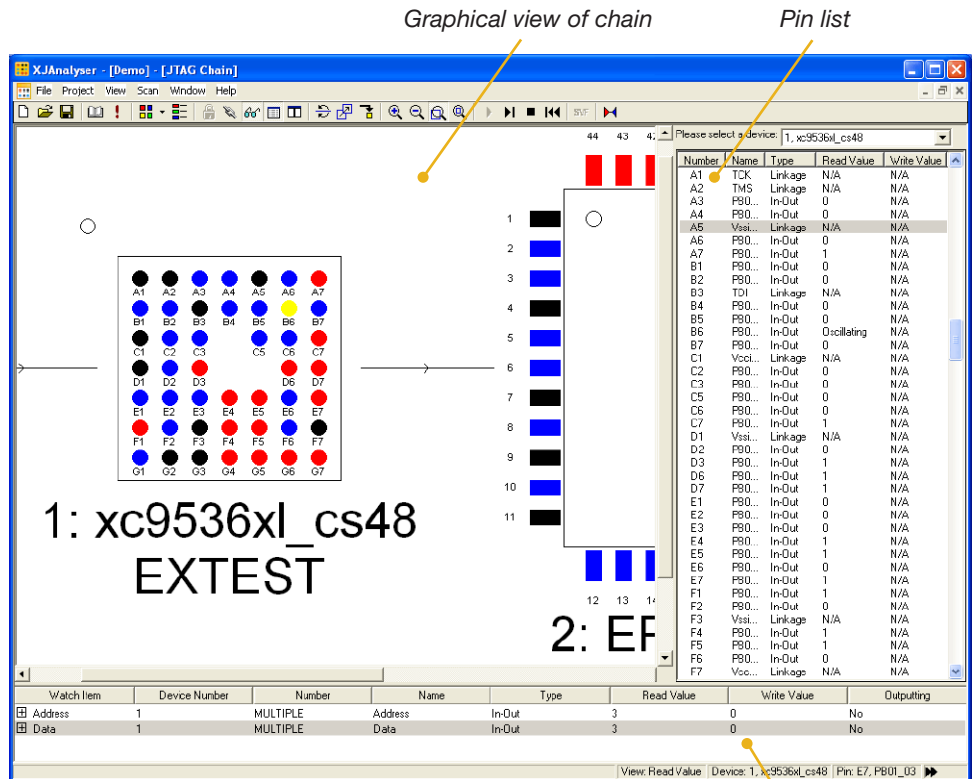 Graphical view of chain
Pin list
XJAnalyser - [Demo] - [JTAG Chain]
File Project View Scan Window Help
SVF
44 43 42
Please select a device: 1, xc9536xl_cs48
Number Name Type Read Value Write Value
A1 TCK Linkage N/A N/A
A2 TMS Linkage N/A N/A
A3 PB0... In-Out 0 N/A
A4 PB0... In-Out 0 N/A
A5 Vssi... Linkage N/A N/A
A6 PB0... In-Out 0 N/A
A7 PB0... In-Out 1 N/A
B1 PB0... In-Out 0 N/A
B2 PB0... In-Out 0 N/A
B3 TDI Linkage N/A N/A
B4 PB0... In-Out 0 N/A
B5 PB0... In-Out 0 N/A
B6 PB0... In-Out Oscillating N/A
B7 PB0... In-Out 0 N/A
C1 Vcci... Linkage N/A N/A
C2 PB0... In-Out 0 N/A
C3 PB0... In-Out 0 N/A
C5 PB0... In-Out 0 N/A
C6 PB0... In-Out 0 N/A
C7 PB0... In-Out 1 N/A
D1 Vssi... Linkage N/A N/A
D2 PB0... In-Out 0 N/A
D3 PB0... In-Out 1 N/A
D6 PB0... In-Out 1 N/A
D7 PB0... In-Out 1 N/A
E1 PB0... In-Out 0 N/A
E2 PB0... In-Out 0 N/A
E3 PB0... In-Out 0 N/A
E4 PB0... In-Out 1 N/A
E5 PB0... In-Out 1 N/A
E6 PB0... In-Out 0 N/A
E7 PB0... In-Out 1 N/A
F1 PB0... In-Out 1 N/A
F2 PB0... In-Out 0 N/A
F3 Vssi... Linkage N/A N/A
F4 PB0... In-Out 1 N/A
F5 PB0... In-Out 1 N/A
F6 PB0... In-Out 0 N/A
F7 Vcc... Linkage N/A N/A
A1 A2 A3 A4 A5 A6 A7
B1 B2 B3 B4 B5 B6 B7
C1 C2 C3 C5 C6 C7
D1 D2 D3 D6 D7
E1 E2 E3 E4 E5 E6 E7
F1 F2 F3 F4 F5 F6 F7
G1 G2 G3 G4 G5 G6 G7
1: xc9536xl_cs48
EXTEST
1
2
3
4
5
6
7
8
9
10
11
12 13 14
2: EP
Watch Item Device Number Number Name Type Read Value Write Value Outputting
Address 1 MULTIPLE Address In-Out 3 0 No
Data 1 MULTIPLE Data In-Out 3 0 No
View: Read Value Device: 1, xc9536xl_cs48 Pin: E7, PB01_03